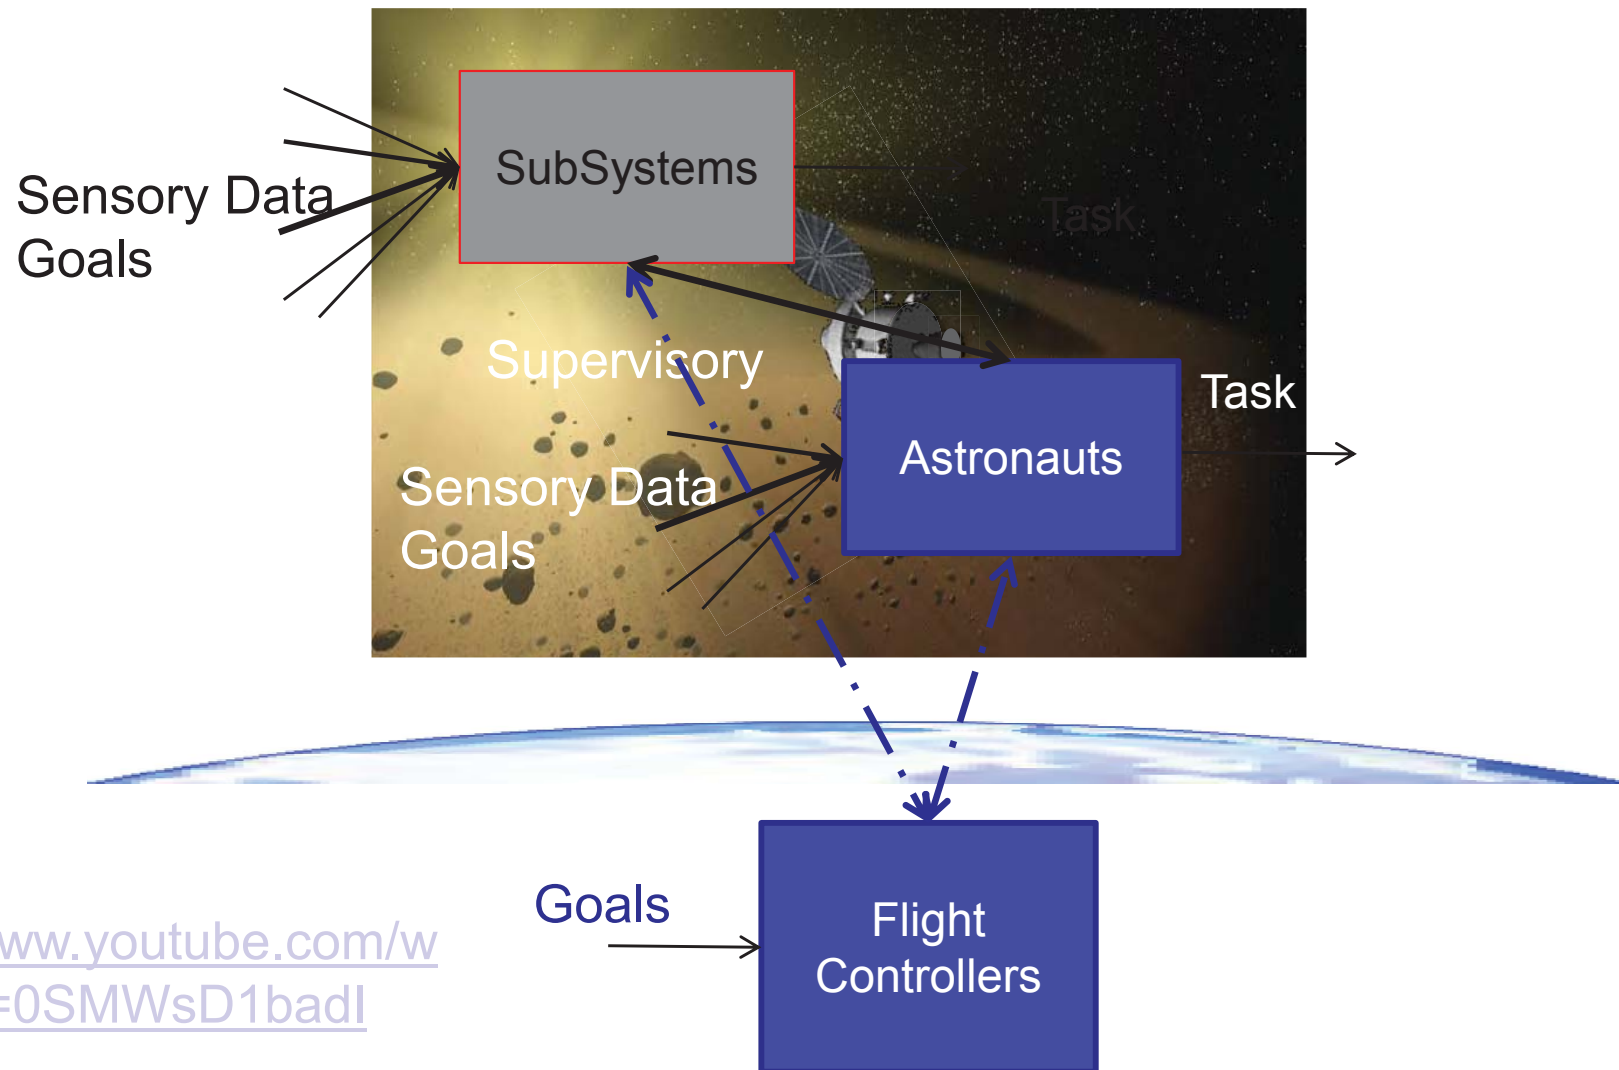 SubSystems
Sensory Data
Goals
Task
Supervisory
Task
Astronauts
Sensory Data
Goals
Goals
Flight
Controllers
ww.youtube.com/w
=0SMWsD1badI